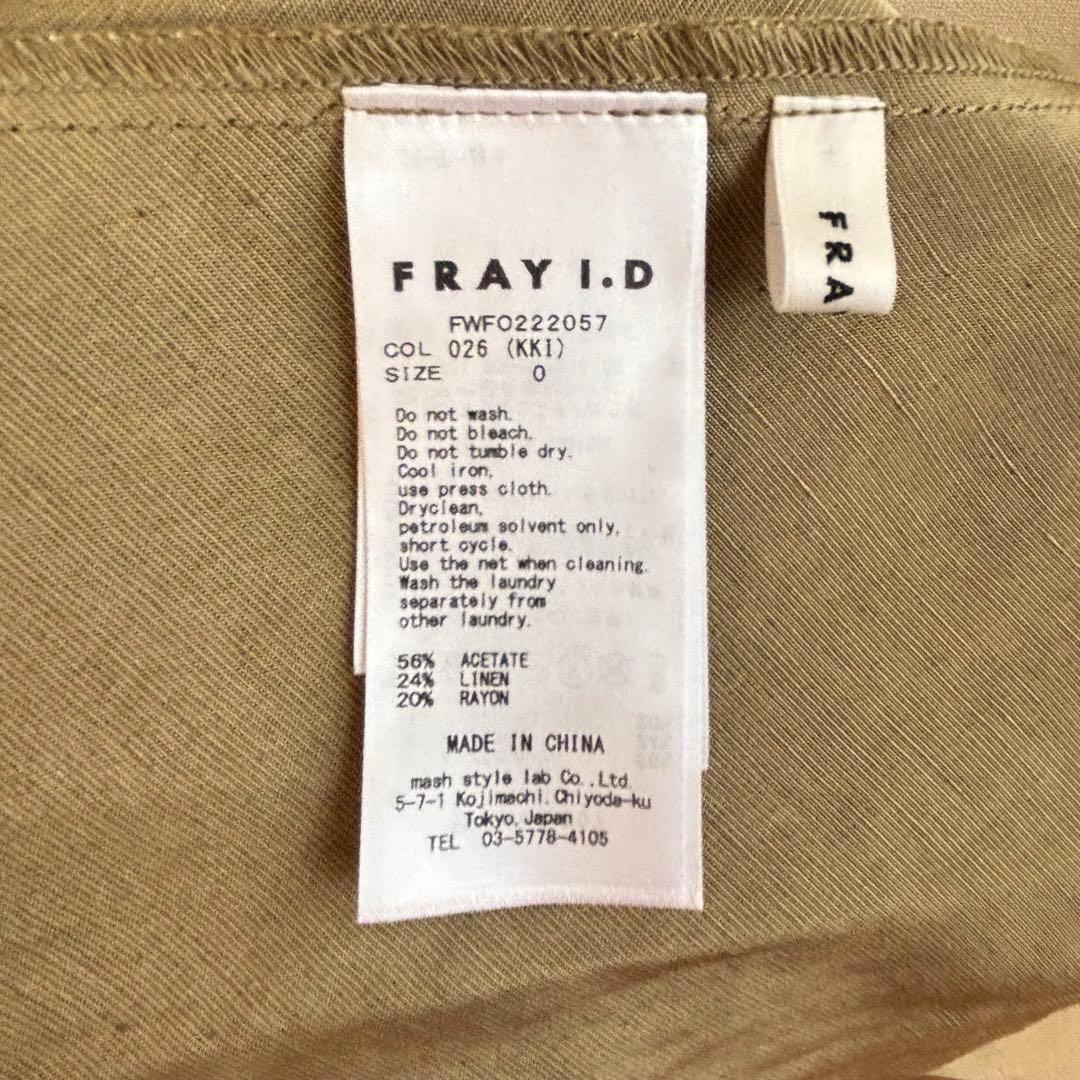 FRAY I.D
FWFO222057
COL 026 (KKI)
SIZE 0
Do not wash.
Do not bleach.
Do not tumble dry.
Cool iron,
use press cloth.
Dryclean,
petroleum solvent only,
short cycle.
Use the net when cleaning.
Wash the laundry
separately from
other laundry.
56% ACETATE
24% LINEN
20% RAYON
MADE IN CHINA
mash style lab Co.,Ltd.
5-7-1 Kojimachi,Chiyoda-ku
Tokyo,Japan
TEL 03-5778-4105
FRA